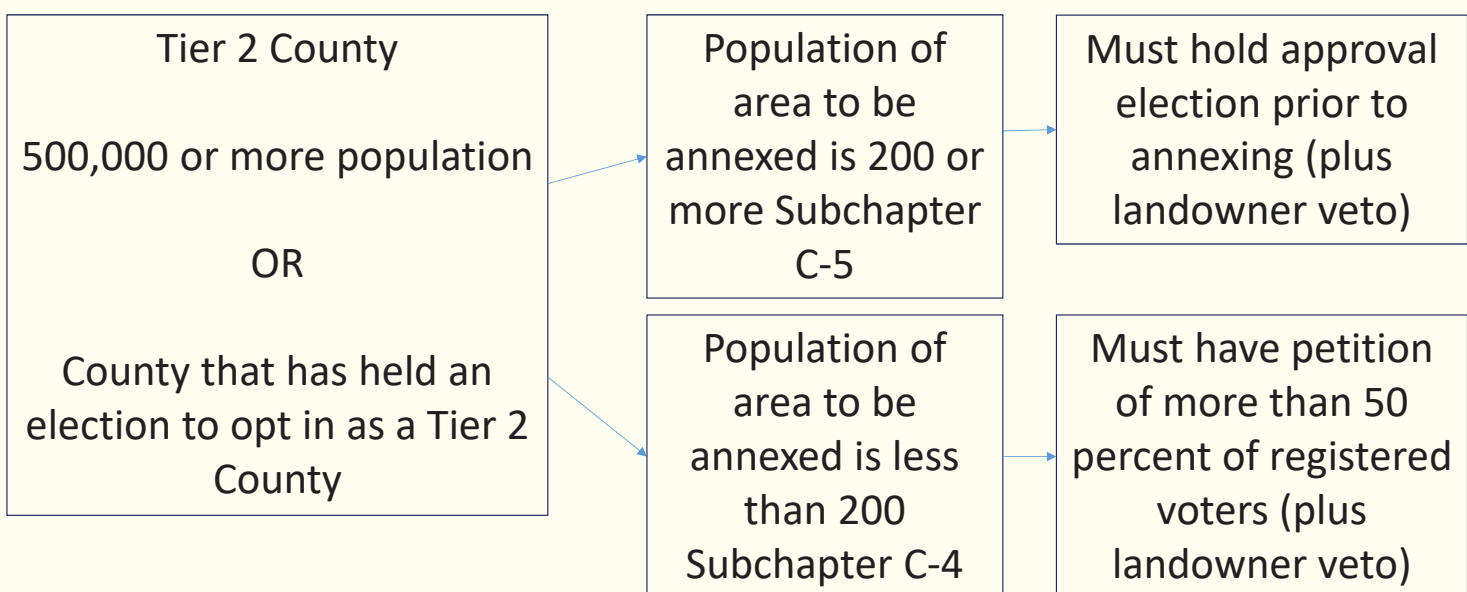 Tier 2 County
500,000 or more population
OR
County that has held an
election to opt in as a Tier 2
County
Population of
area to be
annexed is 200 or
more Subchapter
C-5
Must hold approval
election prior to
annexing (plus
landowner veto)
Population of
area to be
annexed is less
than 200
Subchapter C-4
Must have petition
of more than 50
percent of registered
voters (plus
landowner veto)